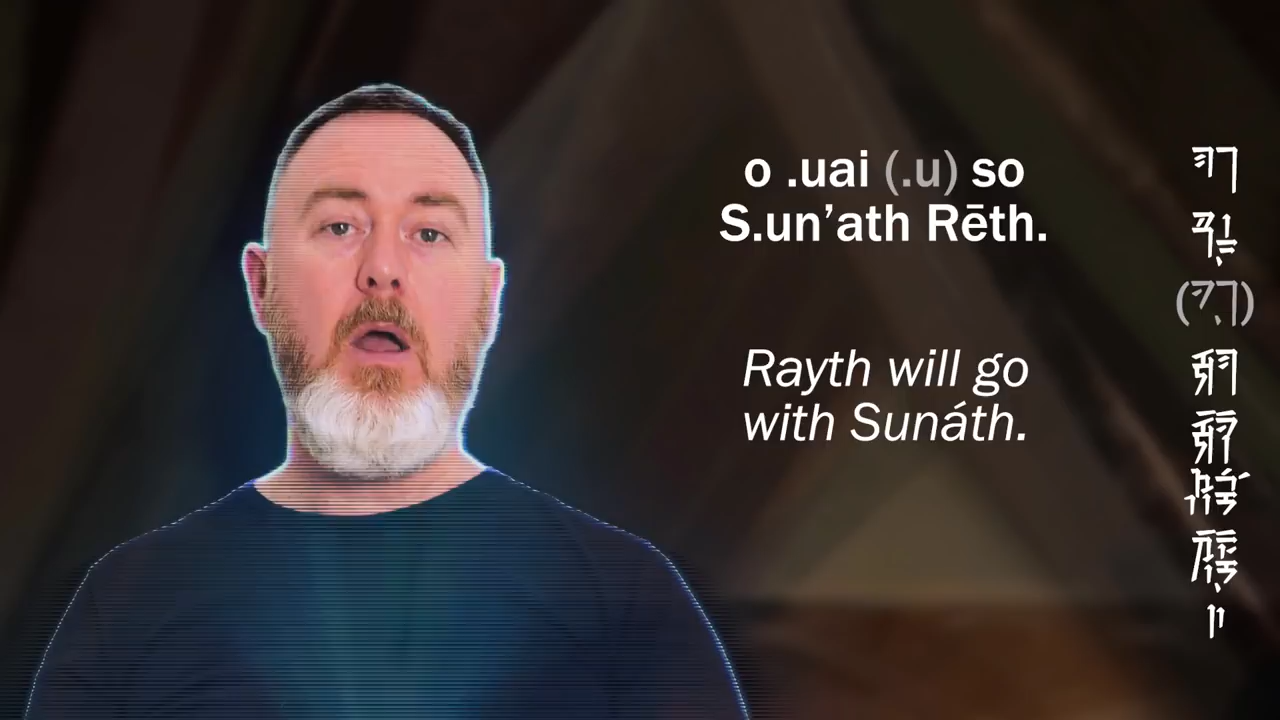 o .uai (.u) so
S.un’ath Rēth.
Rayth will go
with Sunáth.